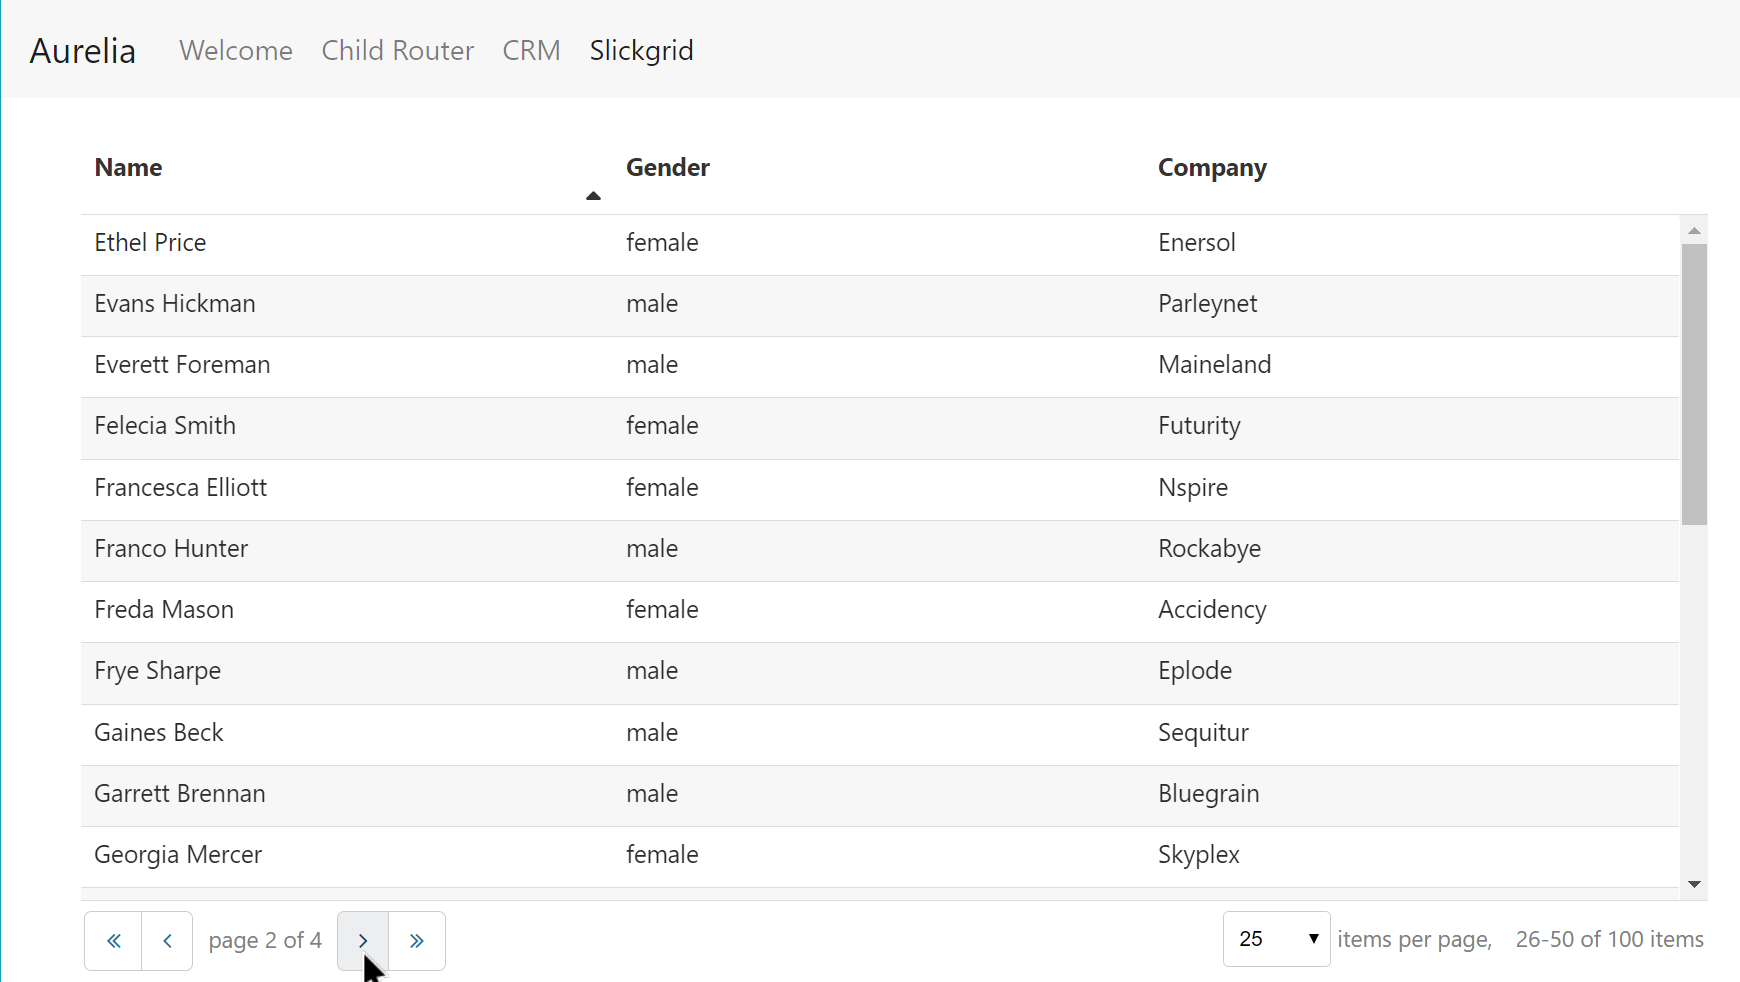 Aurelia Welcome Child Router CRM Slickgrid
Name Gender Company
Ethel Price female Enersol
Evans Hickman male Parleynet
Everett Foreman male Maineland
Felecia Smith female Futurity
Francesca Elliott female Nspire
Franco Hunter male Rockabye
Freda Mason female Accidency
Frye Sharpe male Eplode
Gaines Beck male Sequitur
Garrett Brennan male Bluegrain
Georgia Mercer female Skyplex
« ‹ page 2 of 4 › » 25 items per page, 26-50 of 100 items